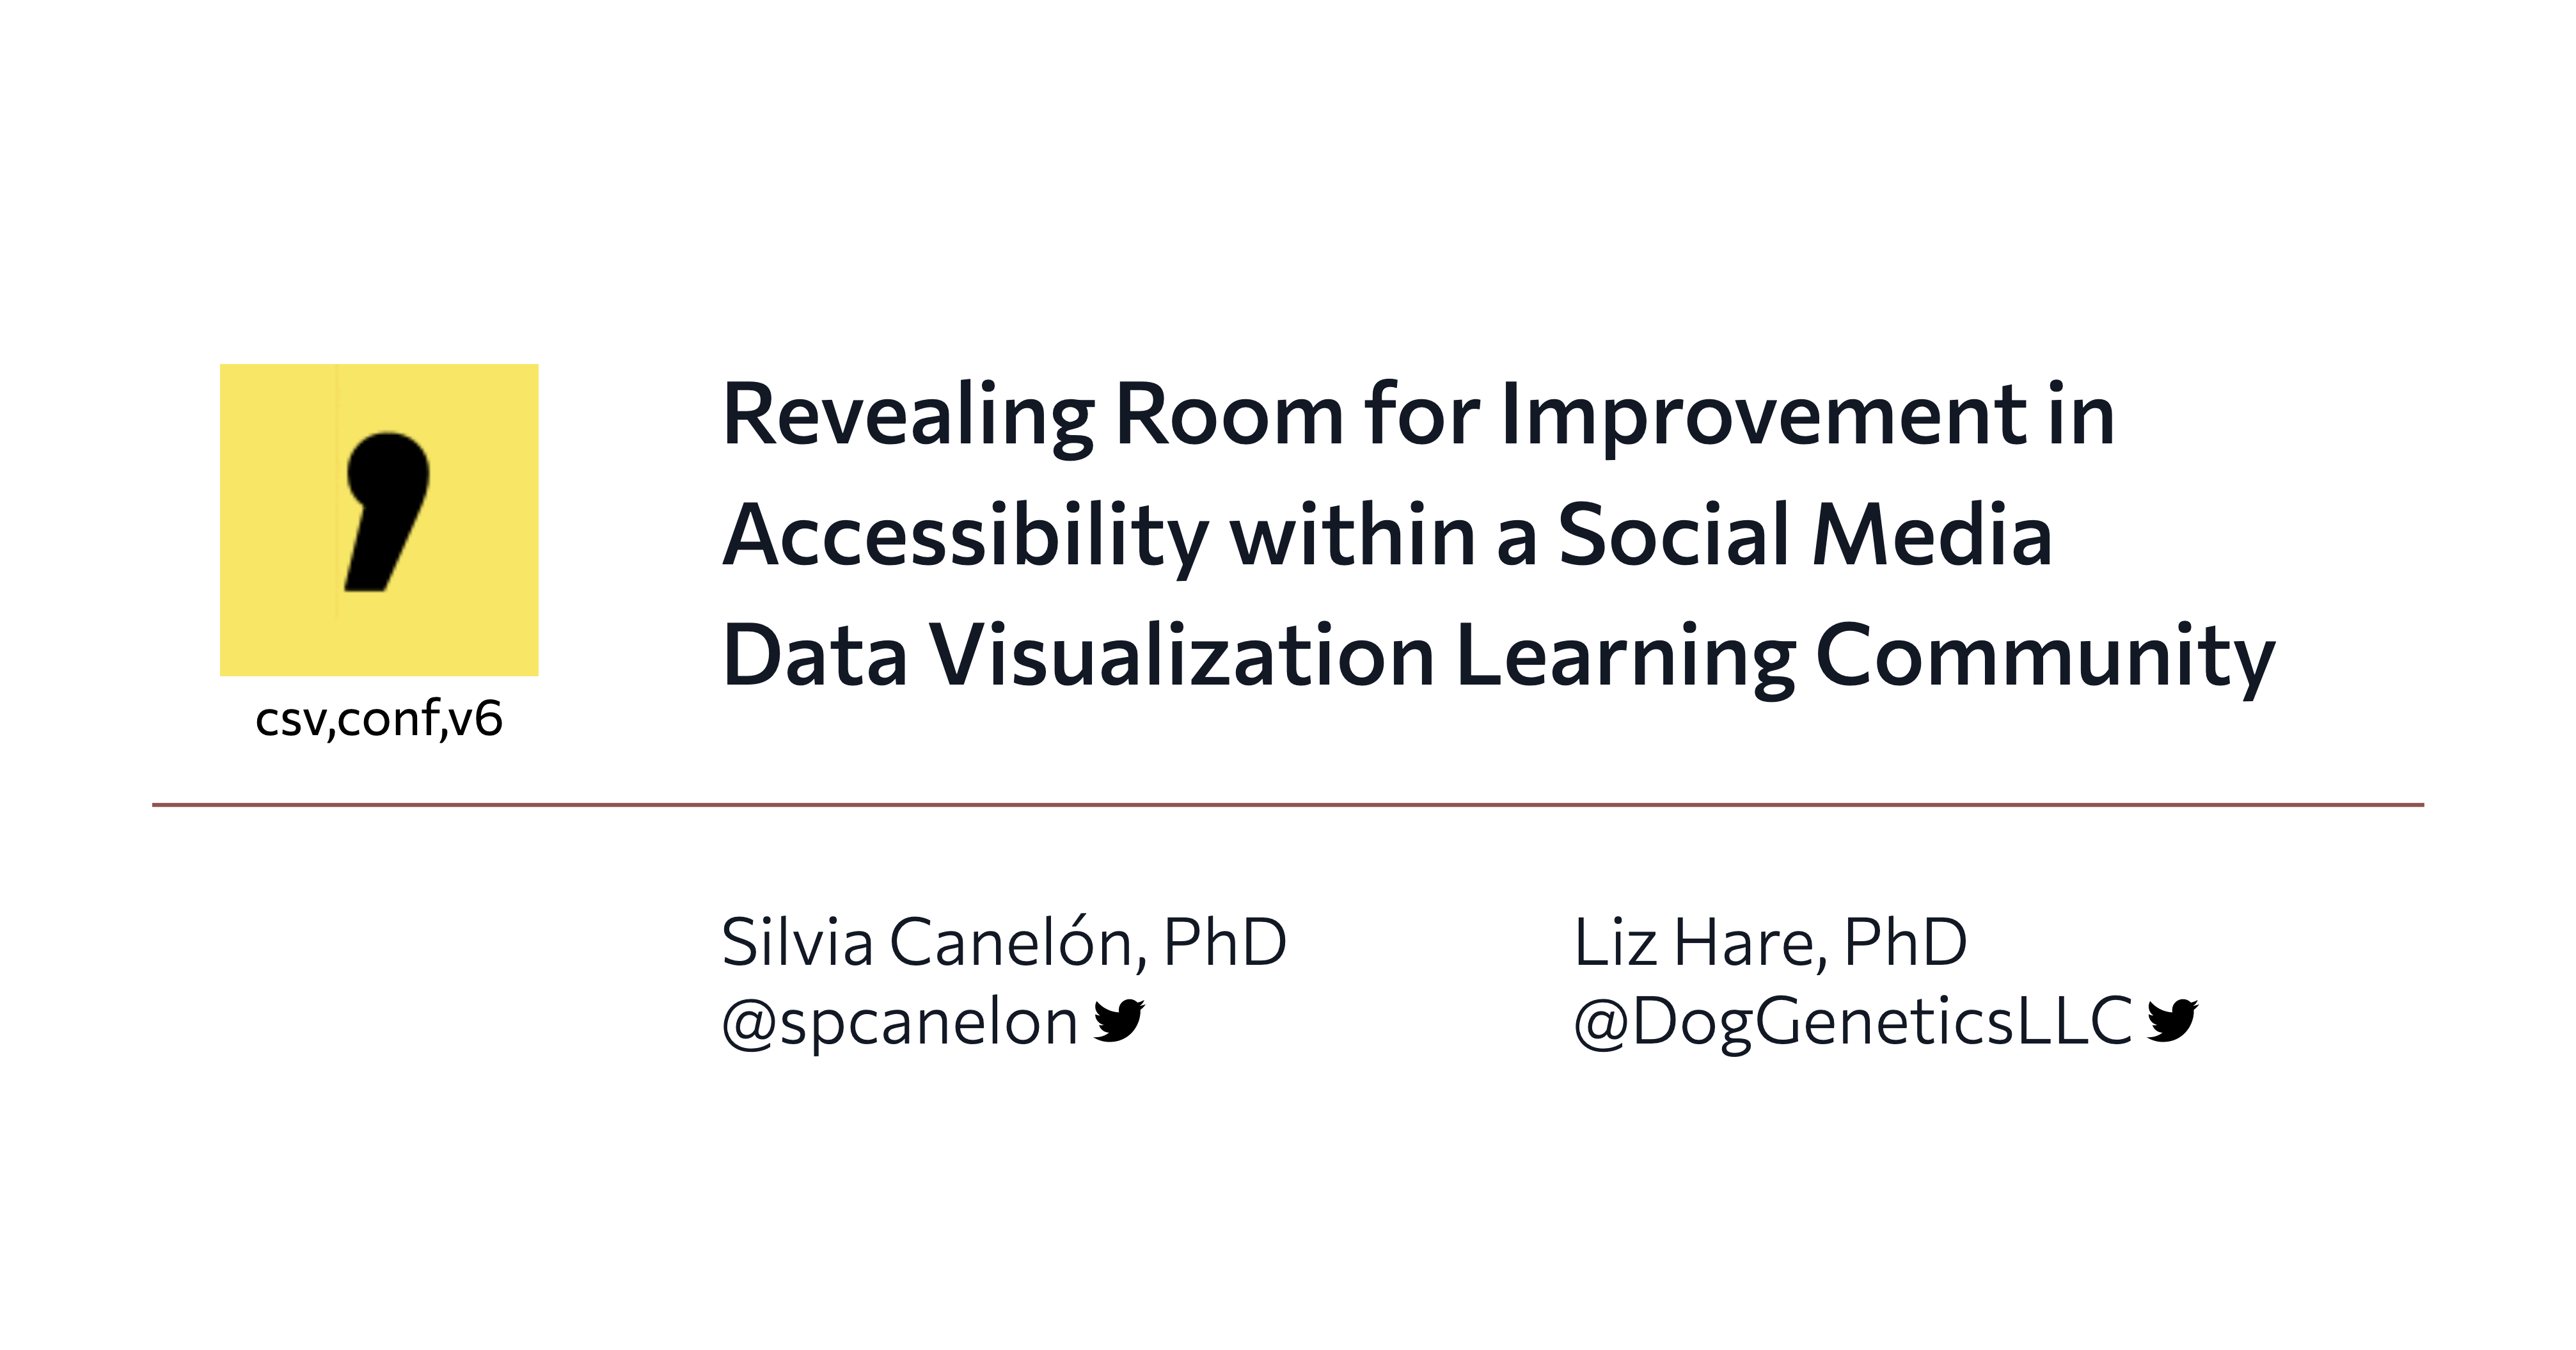 Revealing Room for Improvement in
Accessibility within a Social Media
Data Visualization Learning Community
csv,conf,v6
Silvia Canelón, PhD
@spcanelon
Liz Hare, PhD
@DogGeneticsLLC